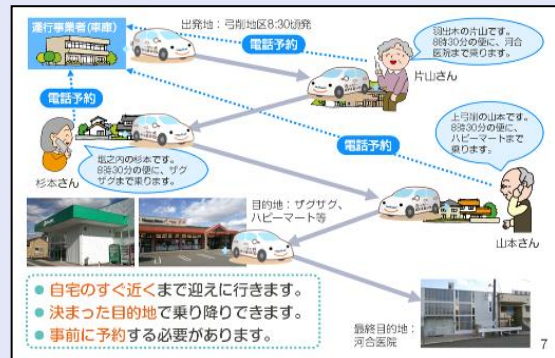 運行事業者(車庫)
出発地：弓削地区8:30頃発
羽出木の片山です。
8時30分の便に、河合
医院まで乗ります。
片山さん
電話予約
電話予約
上弓削の山本です。
8時30分の便に、
ハピーマートまで
乗ります。
電話予約
塩之内の杉本です。
8時30分の便に、ザグ
ザグまで乗ります。
杉本さん
目的地：ザグザグ、
ハピーマート等
山本さん
● 自宅のすぐ近くまで迎えに行きます。
● 決まった目的地で乗り降りできます。
● 事前に予約する必要があります。
最終目的地：
河合医院
7